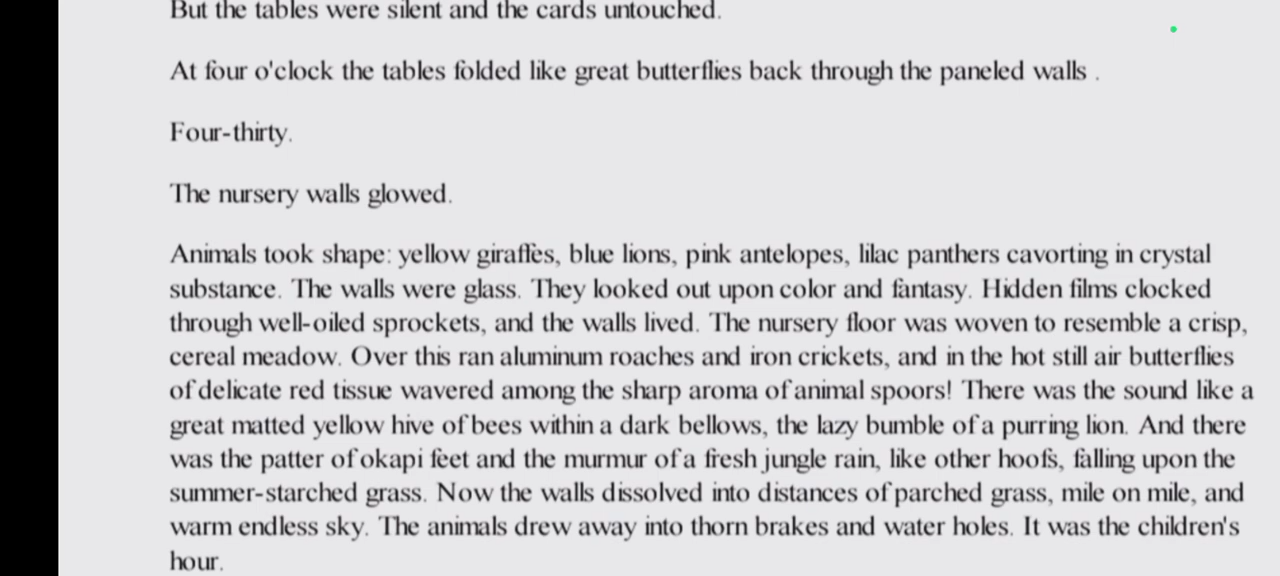 But the tables were silent and the cards untouched.
At four o'clock the tables folded like great butterflies back through the paneled walls .
Four-thirty.
The nursery walls glowed.
Animals took shape: yellow giraffes, blue lions, pink antelopes, lilac panthers cavorting in crystal
substance. The walls were glass. They looked out upon color and fantasy. Hidden films clocked
through well-oiled sprockets, and the walls lived. The nursery floor was woven to resemble a crisp,
cereal meadow. Over this ran aluminum roaches and iron crickets, and in the hot still air butterflies
of delicate red tissue wavered among the sharp aroma of animal spoors! There was the sound like a
great matted yellow hive of bees within a dark bellows, the lazy bumble of a purring lion. And there
was the patter of okapi feet and the murmur of a fresh jungle rain, like other hoofs, falling upon the
summer-starched grass. Now the walls dissolved into distances of parched grass, mile on mile, and
warm endless sky. The animals drew away into thorn brakes and water holes. It was the children's
hour.